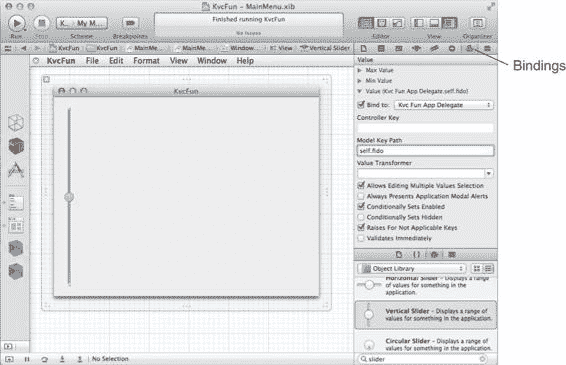 KvcFun – MainMenu.xib
Finished running KvcFun
No Issues
K... My M...
Run
Stop
Scheme
Breakpoints
Editor
View
Organizer
KvcFun
KvcFun
MainMe...
MainMe...
Window...
View
Vertical Slider
KvcFun File Edit Format View Window Help
KvcFun
Value
Max Value
Min Value
Value (Kvc Fun App Delegate.self.fido)
Bind to: Kvc Fun App Delegate
Controller Key
Model Key Path
self.fido
Value Transformer
Allows Editing Multiple Values Selection
Always Presents Application Modal Alerts
Conditionally Sets Enabled
Conditionally Sets Hidden
Raises For Not Applicable Keys
Validates Immediately
Object Library
Horizontal Slider - Displays a range
of values for something in the
application.
Vertical Slider - Displays a range of
values for something in the
application.
Circular Slider - Displays a range of
values for something in the
application.
slider
No Selection
Bindings